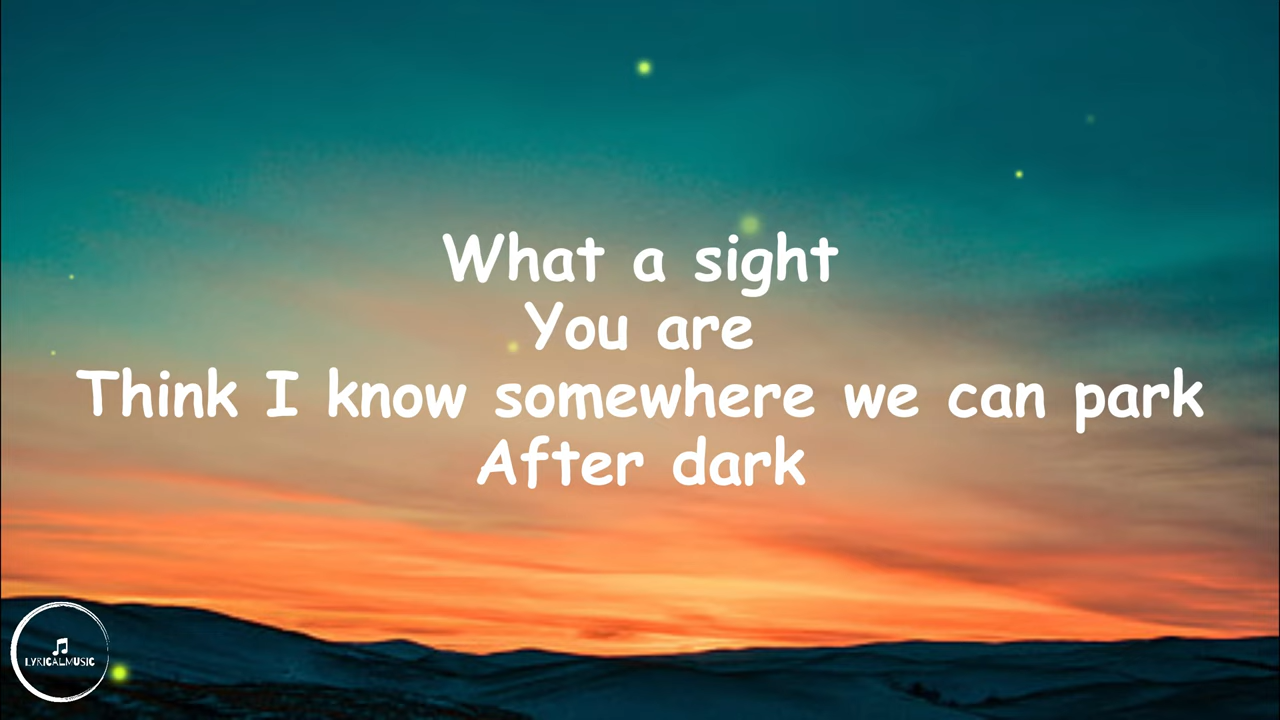 What a sight
You are
Think I know somewhere we can park
After dark
LYRICALMUSIC